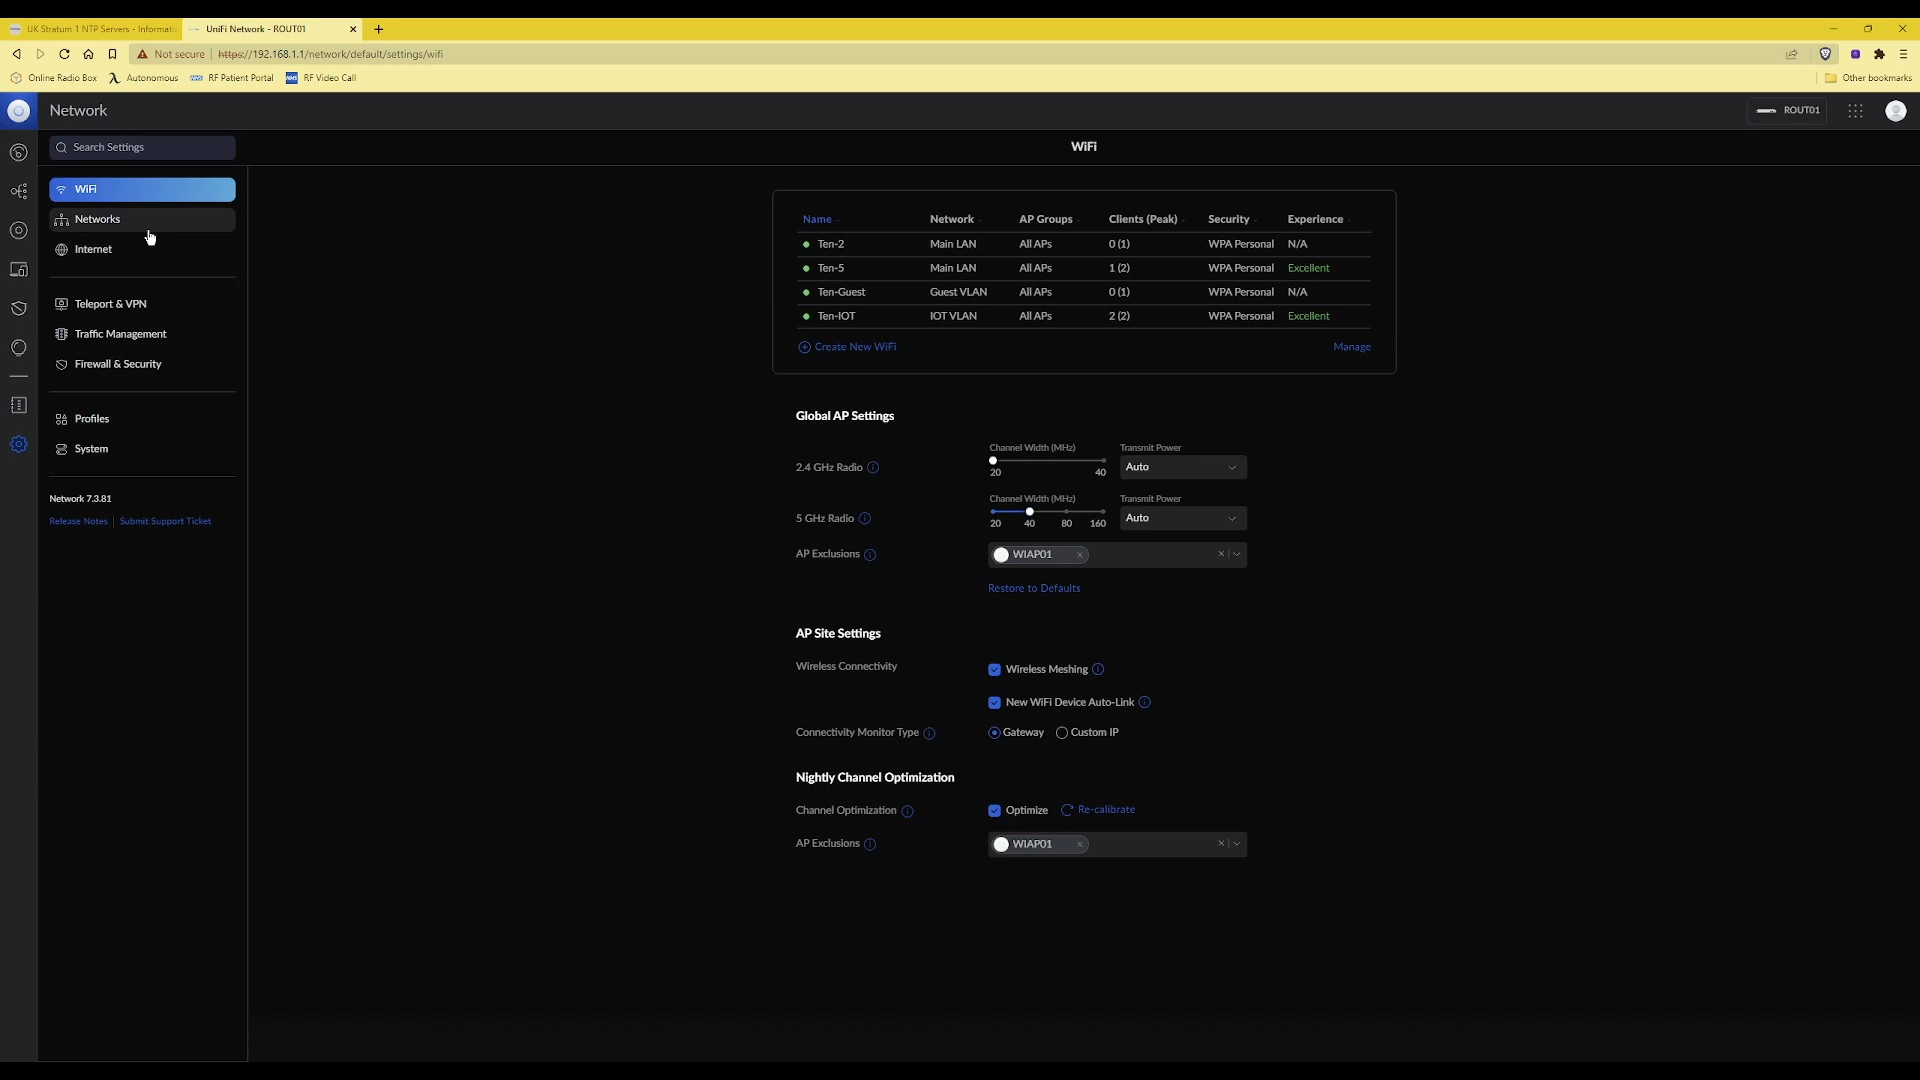 UK Stratum 1 NTP Servers - Informatic
UniFi Network - ROUT01
Not secure https://192.168.1.1/network/default/settings/wifi
Online Radio Box Autonomous RF Patient Portal RF Video Call Other bookmarks
Network ROUT01
Search Settings WiFi
WiFi
Networks
Internet
Teleport & VPN
Traffic Management
Firewall & Security
Profiles
System
Network 7.3.81
Release Notes Submit Support Ticket
Name Network AP Groups Clients (Peak) Security Experience
Ten-2 Main LAN All APs 0 (1) WPA Personal N/A
Ten-5 Main LAN All APs 1 (2) WPA Personal Excellent
Ten-Guest Guest VLAN All APs 0 (1) WPA Personal N/A
Ten-IOT IOT VLAN All APs 2 (2) WPA Personal Excellent
Create New WiFi Manage
Global AP Settings
Channel Width (MHz) Transmit Power
2.4 GHz Radio Auto
20 40
Channel Width (MHz) Transmit Power
5 GHz Radio Auto
20 40 80 160
AP Exclusions WIAP01
Restore to Defaults
AP Site Settings
Wireless Connectivity Wireless Meshing
New WiFi Device Auto-Link
Connectivity Monitor Type Gateway Custom IP
Nightly Channel Optimization
Channel Optimization Optimize Re-calibrate
AP Exclusions WIAP01